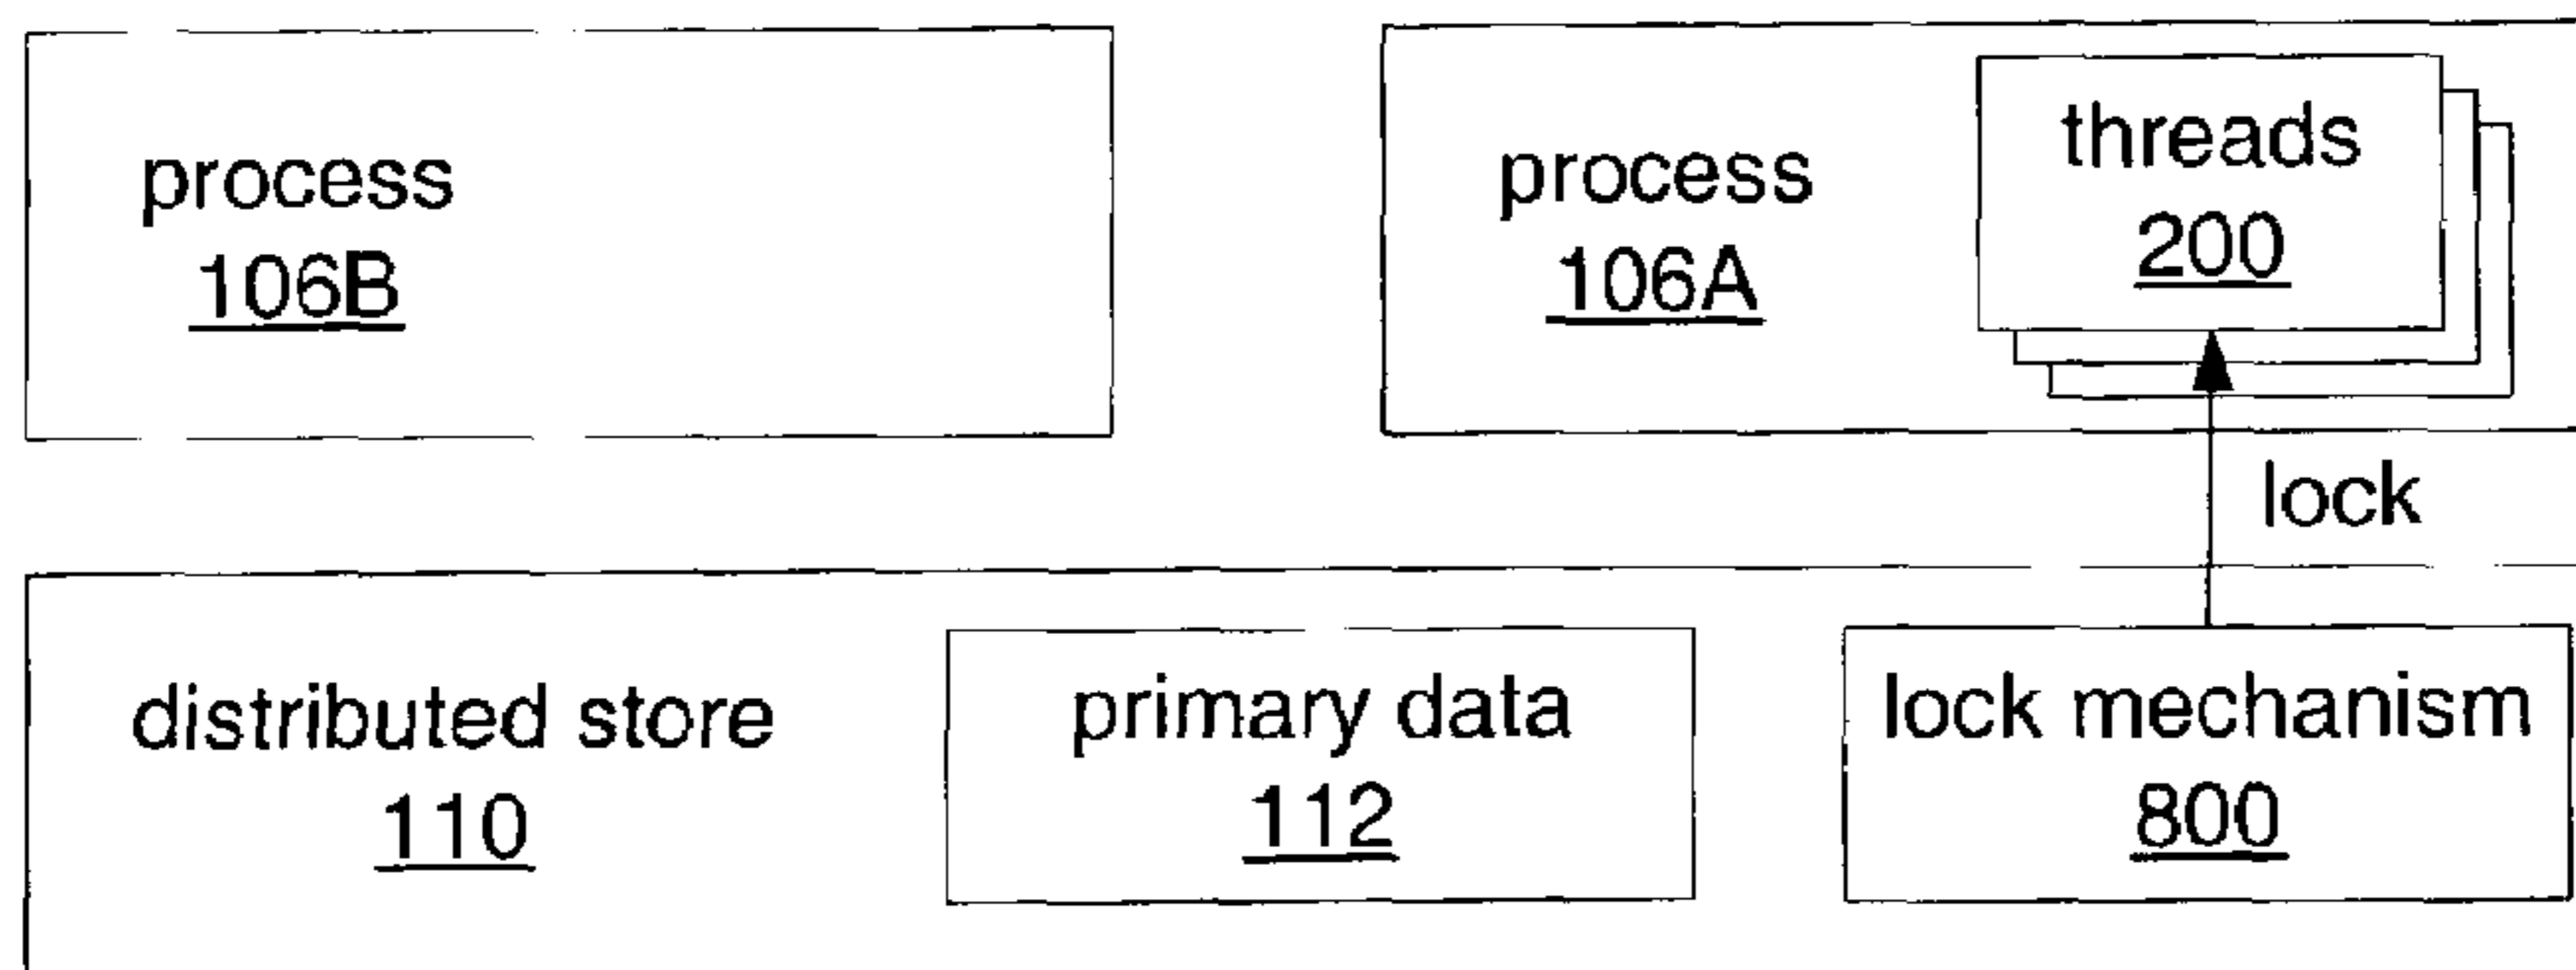 process
106B
process
106A
threads
200
lock
distributed store
110
primary data
112
lock mechanism
800